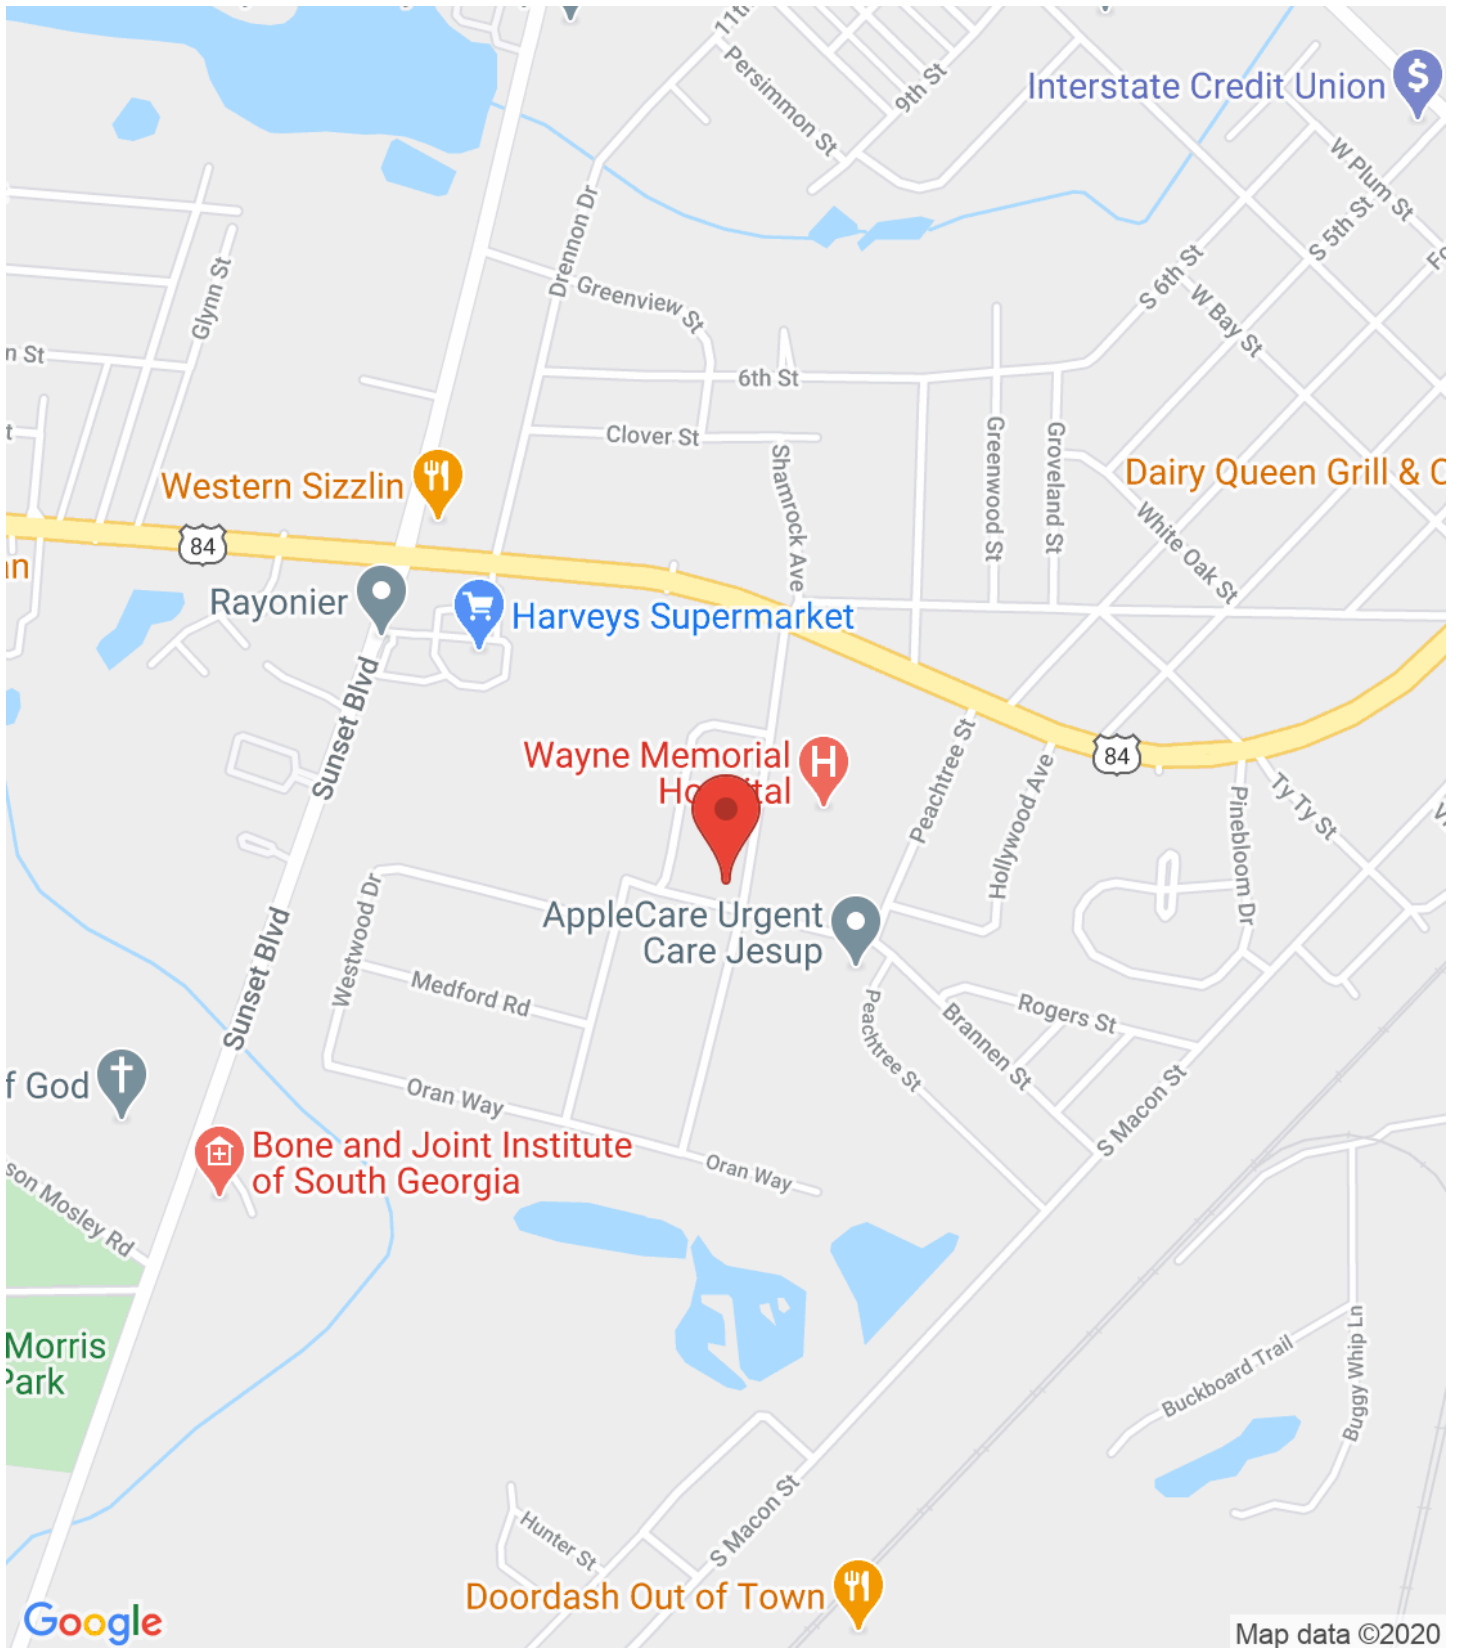 11th
Persimmon St
9th St
Interstate Credit Union
$
W Plum St
S 5th St
Drennon Dr
Glynn St
Greenview St
S 6th St
W Bay St
n St
6th St
t
Clover St
Shamrock Ave
Greenwood St
Groveland St
Western Sizzlin
Dairy Queen Grill & C
White Oak St
84
an
Rayonier
Harveys Supermarket
Sunset Blvd
Wayne Memorial
H
Peachtree St
84
Hollywood Ave
Pinebloom Dr
Ty Ty St
Westwood Dr
AppleCare Urgent
Care Jesup
Sunset Blvd
Medford Rd
Peachtree St
Brannen St
Rogers St
f God
Oran Way
S Macon St
Bone and Joint Institute
of South Georgia
Oran Way
son Mosley Rd
Morris
Park
Buckboard Trail
Buggy Whip Ln
S Macon St
Hunter St
Doordash Out of Town
Google
Map data ©2020